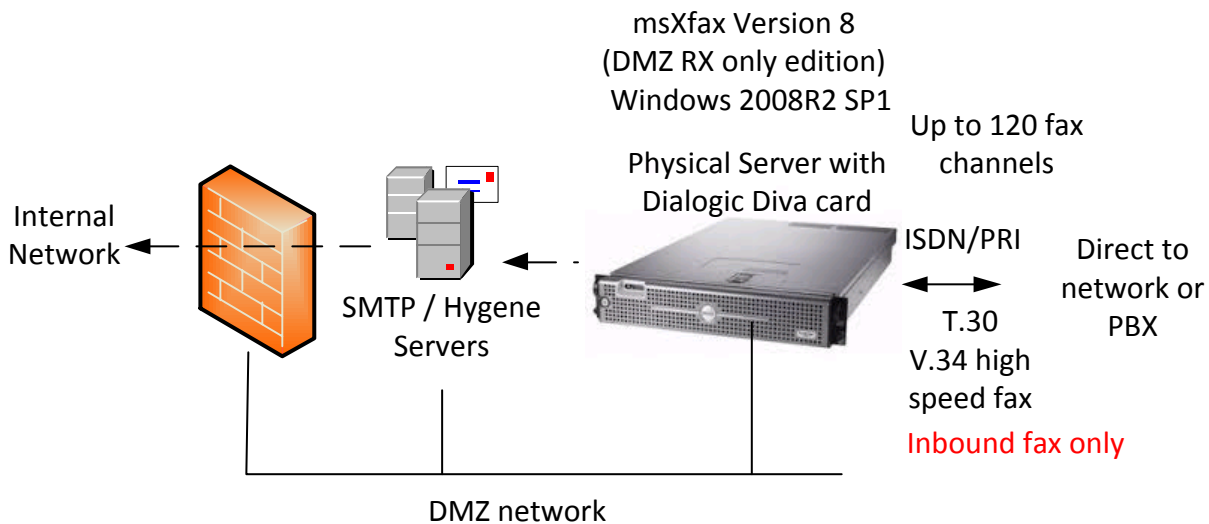 msXfax Version 8
(DMZ RX only edition)
Windows 2008R2 SP1
Up to 120 fax
channels
Physical Server with
Dialogic Diva card
Internal
Network
SMTP / Hygene
Servers
ISDN/PRI
T.30
V.34 high
speed fax
Inbound fax only
Direct to
network or
PBX
DMZ network